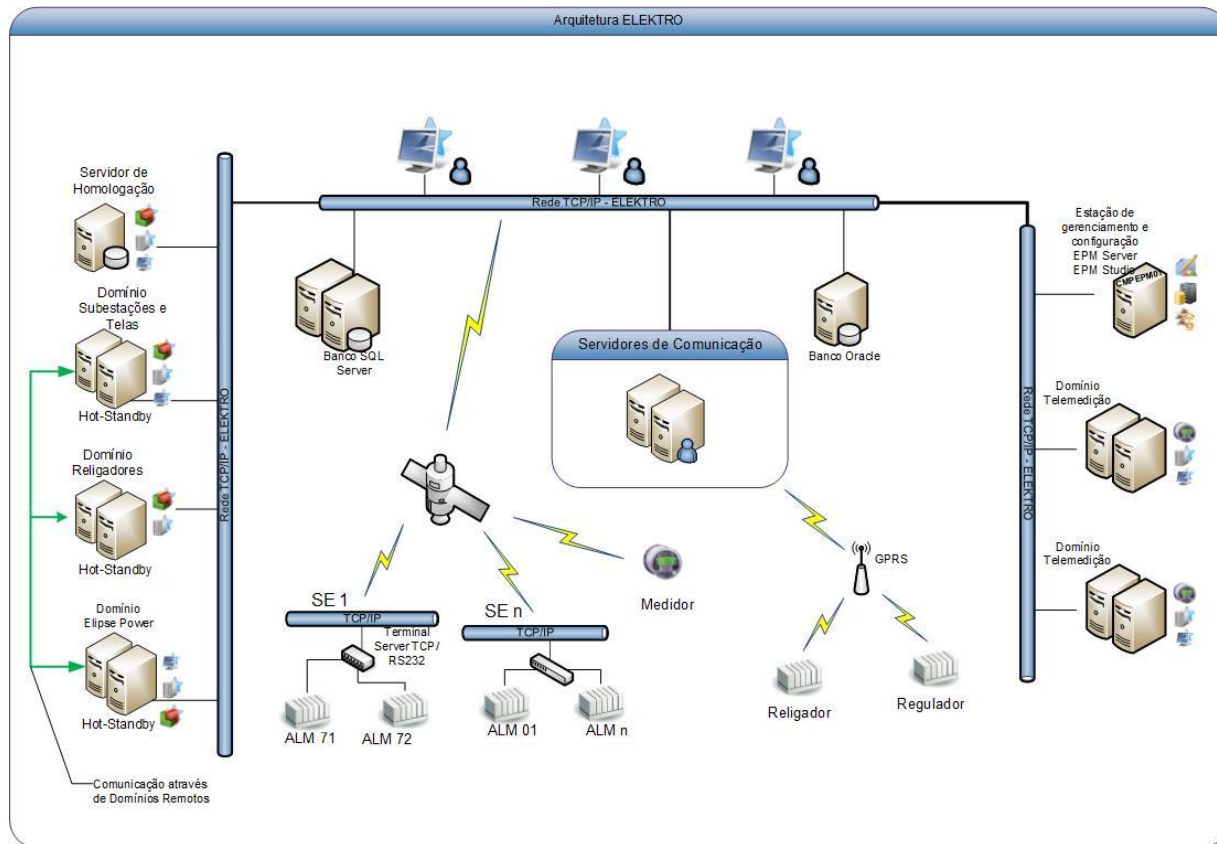 Arquitetura ELEKTRO
Rede TCP/IP - ELEKTRO
Servidor de
Homologação
Domínio
Subestações e
Telas
Hot-Standby
Domínio
Religadores
Hot-Standby
Domínio
Elipse Power
Hot-Standby
Comunicação através
de Domínios Remotos
Rede TCP/IP - ELEKTRO
Banco SQL
Server
Servidores de Comunicação
Banco Oracle
Medidor
GPRS
SE 1
TCP/IP
Terminal
Server TCP/
RS232
ALM 71
ALM 72
SE n
TCP/IP
ALM 01
ALM n
Religador
Regulador
Rede TCP/IP - ELEKTRO
Estação de
gerenciamento e
configuração
EPM Server
EPM Studio
CMPEPM01
Domínio
Telemedição
Domínio
Telemedição